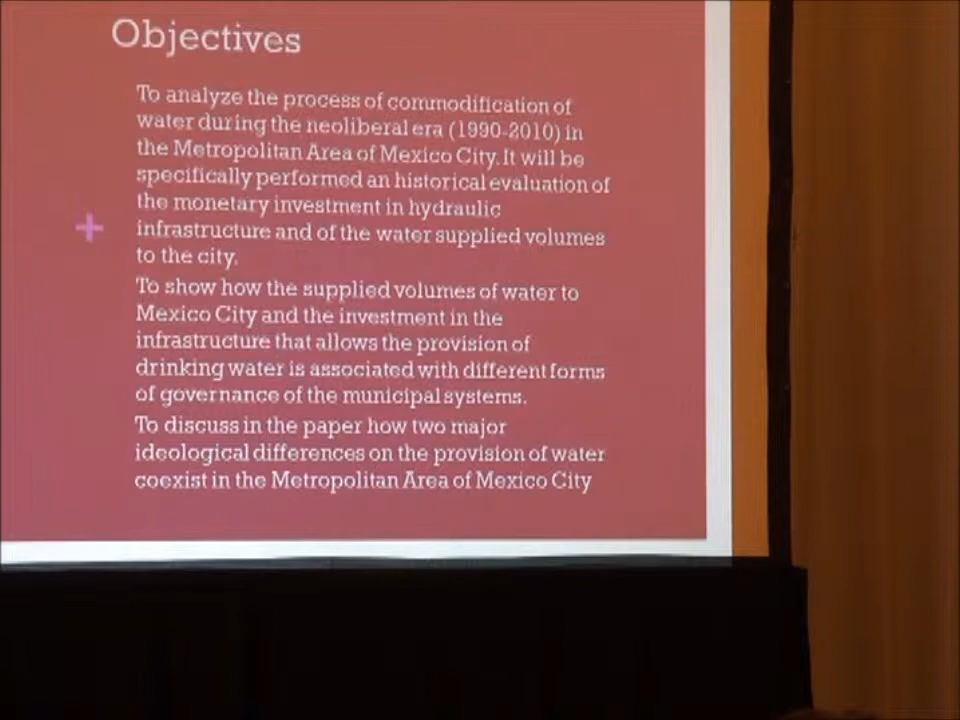 Objectives
To analyze the process of commodification of
water during the neoliberal era (1990-2010) in
the Metropolitan Area of Mexico City. It will be
specifically performed an historical evaluation of
the monetary investment in hydraulic
infrastructure and of the water supplied volumes
to the city.
To show how the supplied volumes of water to
Mexico City and the investment in the
infrastructure that allows the provision of
drinking water is associated with different forms
of governance of the municipal systems.
To discuss in the paper how two major
ideological differences on the provision of water
coexist in the Metropolitan Area of Mexico City